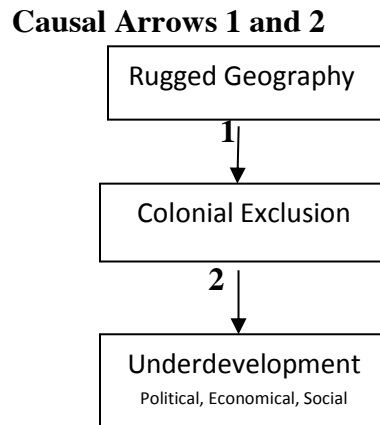 Causal Arrows 1 and 2
Rugged Geography
1
Colonial Exclusion
2
Underdevelopment
Political, Economical, Social